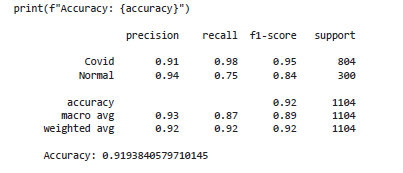 print(f"Accuracy: {accuracy}")
precision recall f1-score support
Covid 0.91 0.98 0.95 804
Normal 0.94 0.75 0.84 300
accuracy 0.92 1104
macro avg 0.93 0.87 0.89 1104
weighted avg 0.92 0.92 0.92 1104
Accuracy: 0.9193840579710145